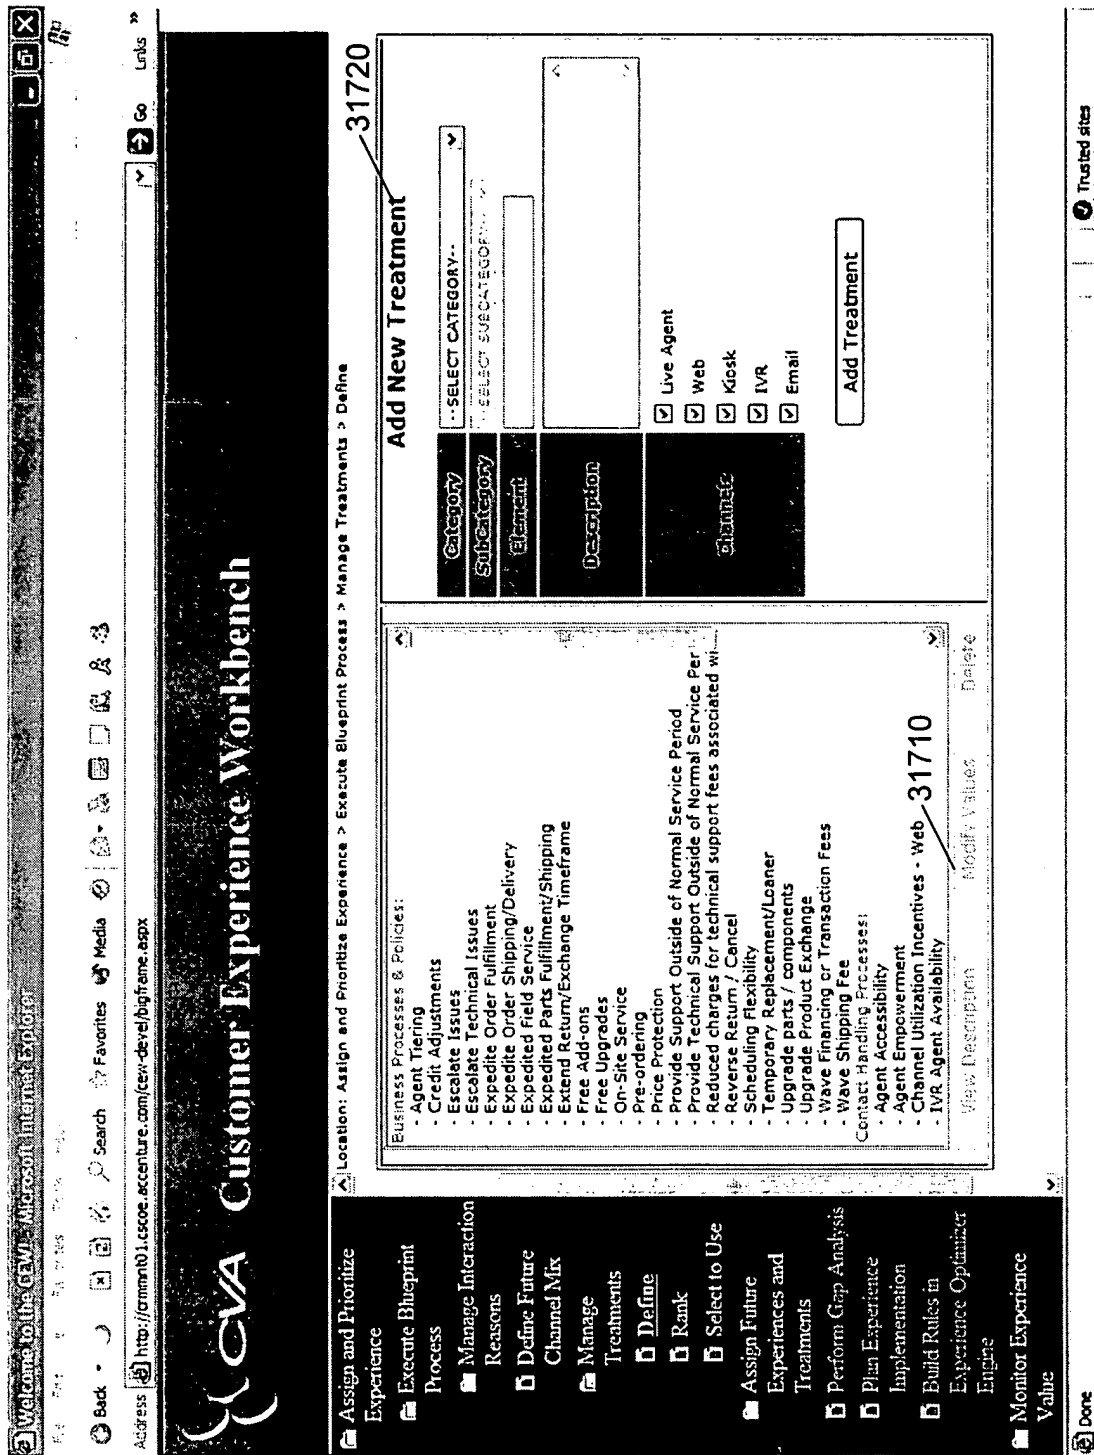 Welcome to the CEW! - Microsoft Internet Explorer
Back
Search
Favorites
Media
Address
http://crmmnt01.cscoe.accenture.com/cew-devel/bigframe.aspx
Go
Links
CVA
Customer Experience Workbench
Assign and Prioritize
Experience
Execute Blueprint
Process
Manage Interaction
Reasons
Define Future
Channel Mix
Manage
Treatments
Define
Rank
Select to Use
Assign Future
Experiences and
Treatments
Perform Gap Analysis
Plan Experience
Implementation
Build Rules in
Experience Optimizer
Engine
Monitor Experience
Value
Location: Assign and Prioritize Experience > Execute Blueprint Process > Manage Treatments > Define
Business Processes & Policies:
- Agent Tiering
- Credit Adjustments
- Escalate Issues
- Escalate Technical Issues
- Expedite Order Fulfillment
- Expedite Order Shipping/Delivery
- Expedited Field Service
- Expedited Parts Fulfillment/Shipping
- Extend Return/Exchange Timeframe
- Free Add-ons
- Free Upgrades
- On-Site Service
- Pre-ordering
- Price Protection
- Provide Support Outside of Normal Service Period
- Provide Technical Support Outside of Normal Service Per
- Reduced charges for technical support fees associated wi
- Reverse Return / Cancel
- Scheduling Flexibility
- Temporary Replacement/Loaner
- Upgrade parts / components
- Upgrade Product Exchange
- Wave Financing or Transaction Fees
- Wave Shipping Fee
Contact Handling Processes:
- Agent Accessibility
- Agent Empowerment
- Channel Utilization Incentives - Web
- IVR Agent Availability
View Description
Modify Values
Delete
31710
Add New Treatment
31720
Category
--SELECT CATEGORY--
SubCategory
--SELECT SUBCATEGORY--
Element
Description
Channels
Live Agent
Web
Kiosk
IVR
Email
Add Treatment
Done
Trusted sites